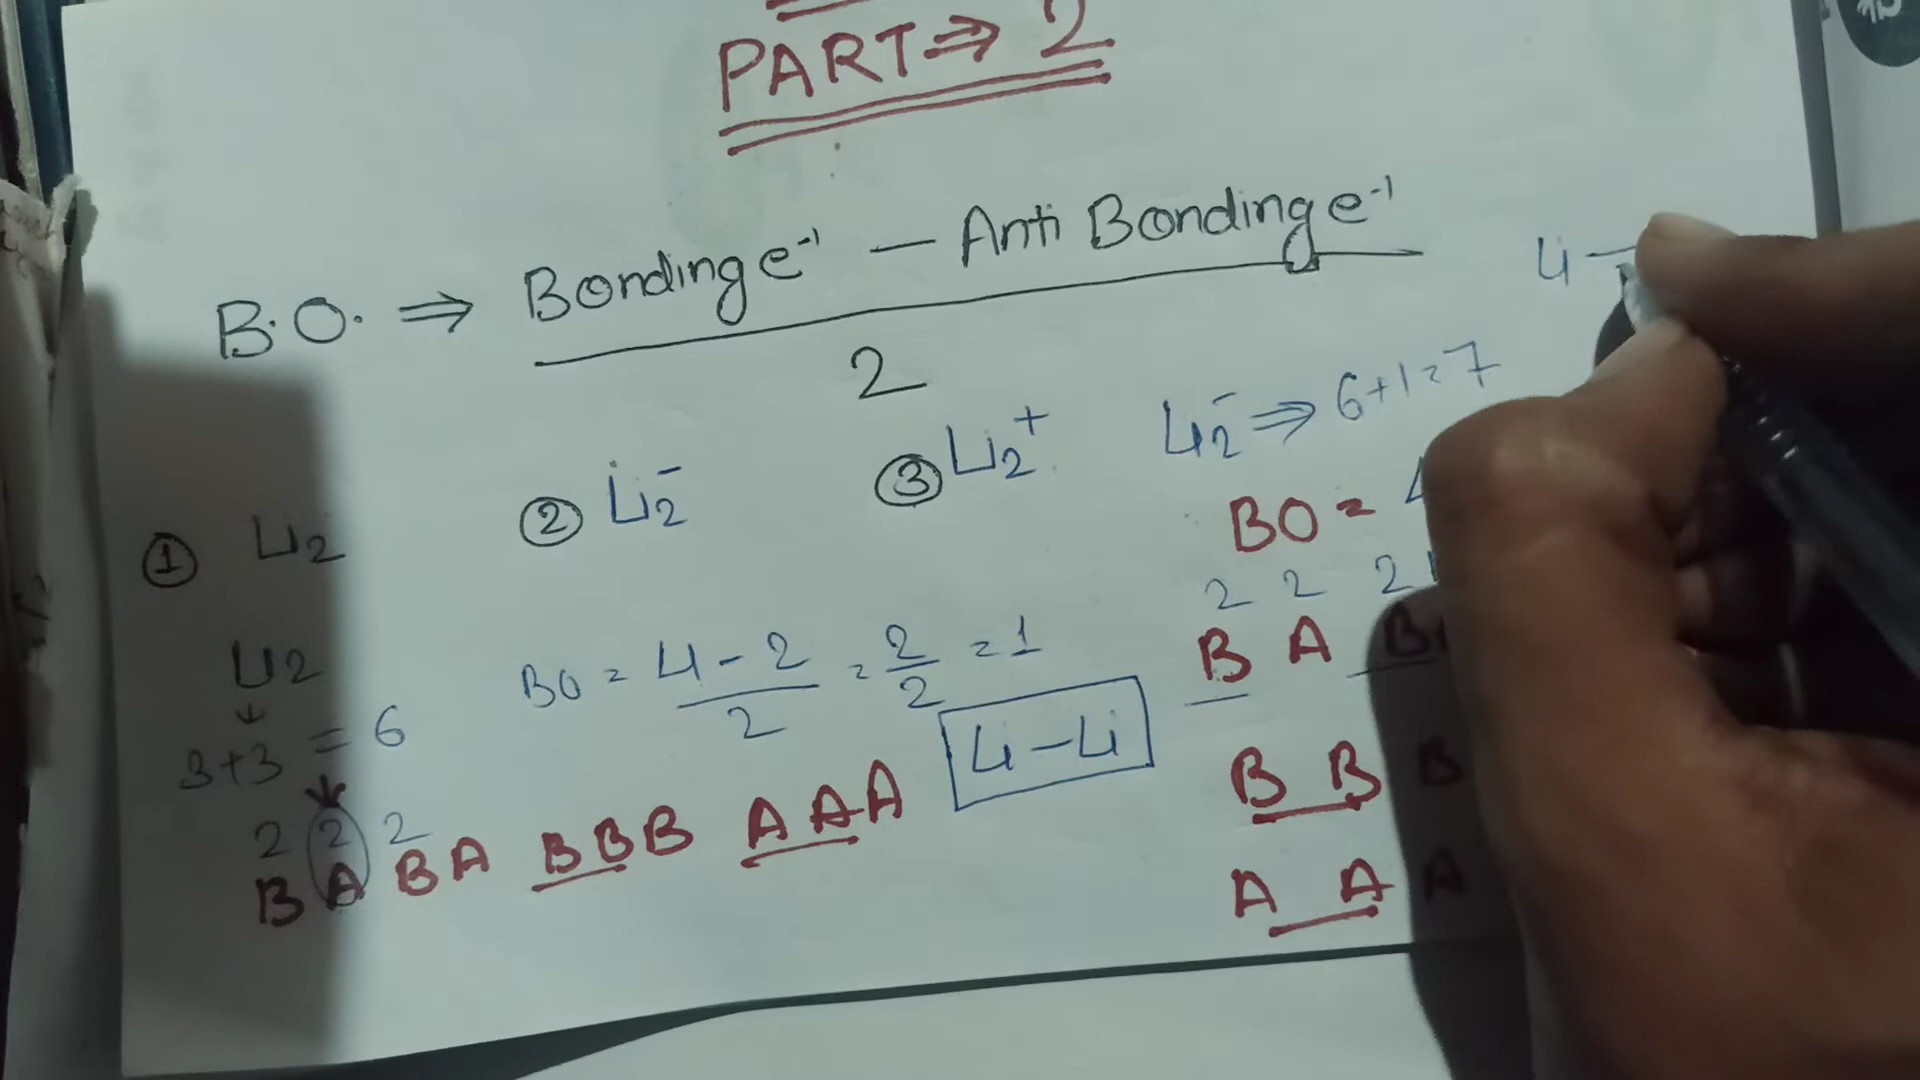 PART ⇒ 2
B.O. ⇒ Bonding e⁻¹ — Anti Bonding e⁻¹
2
① Li2
② Li2⁻
③ Li2⁺
Li2
↓
3+3 = 6
2 2 2
B A B A B B B A A A
BO = 4 - 2 / 2 = 2 / 2 = 1
Li - Li
Li2⁻ ⇒ 6+1=7
BO =
2 2 2
B A B
B B B
A A A
Li -